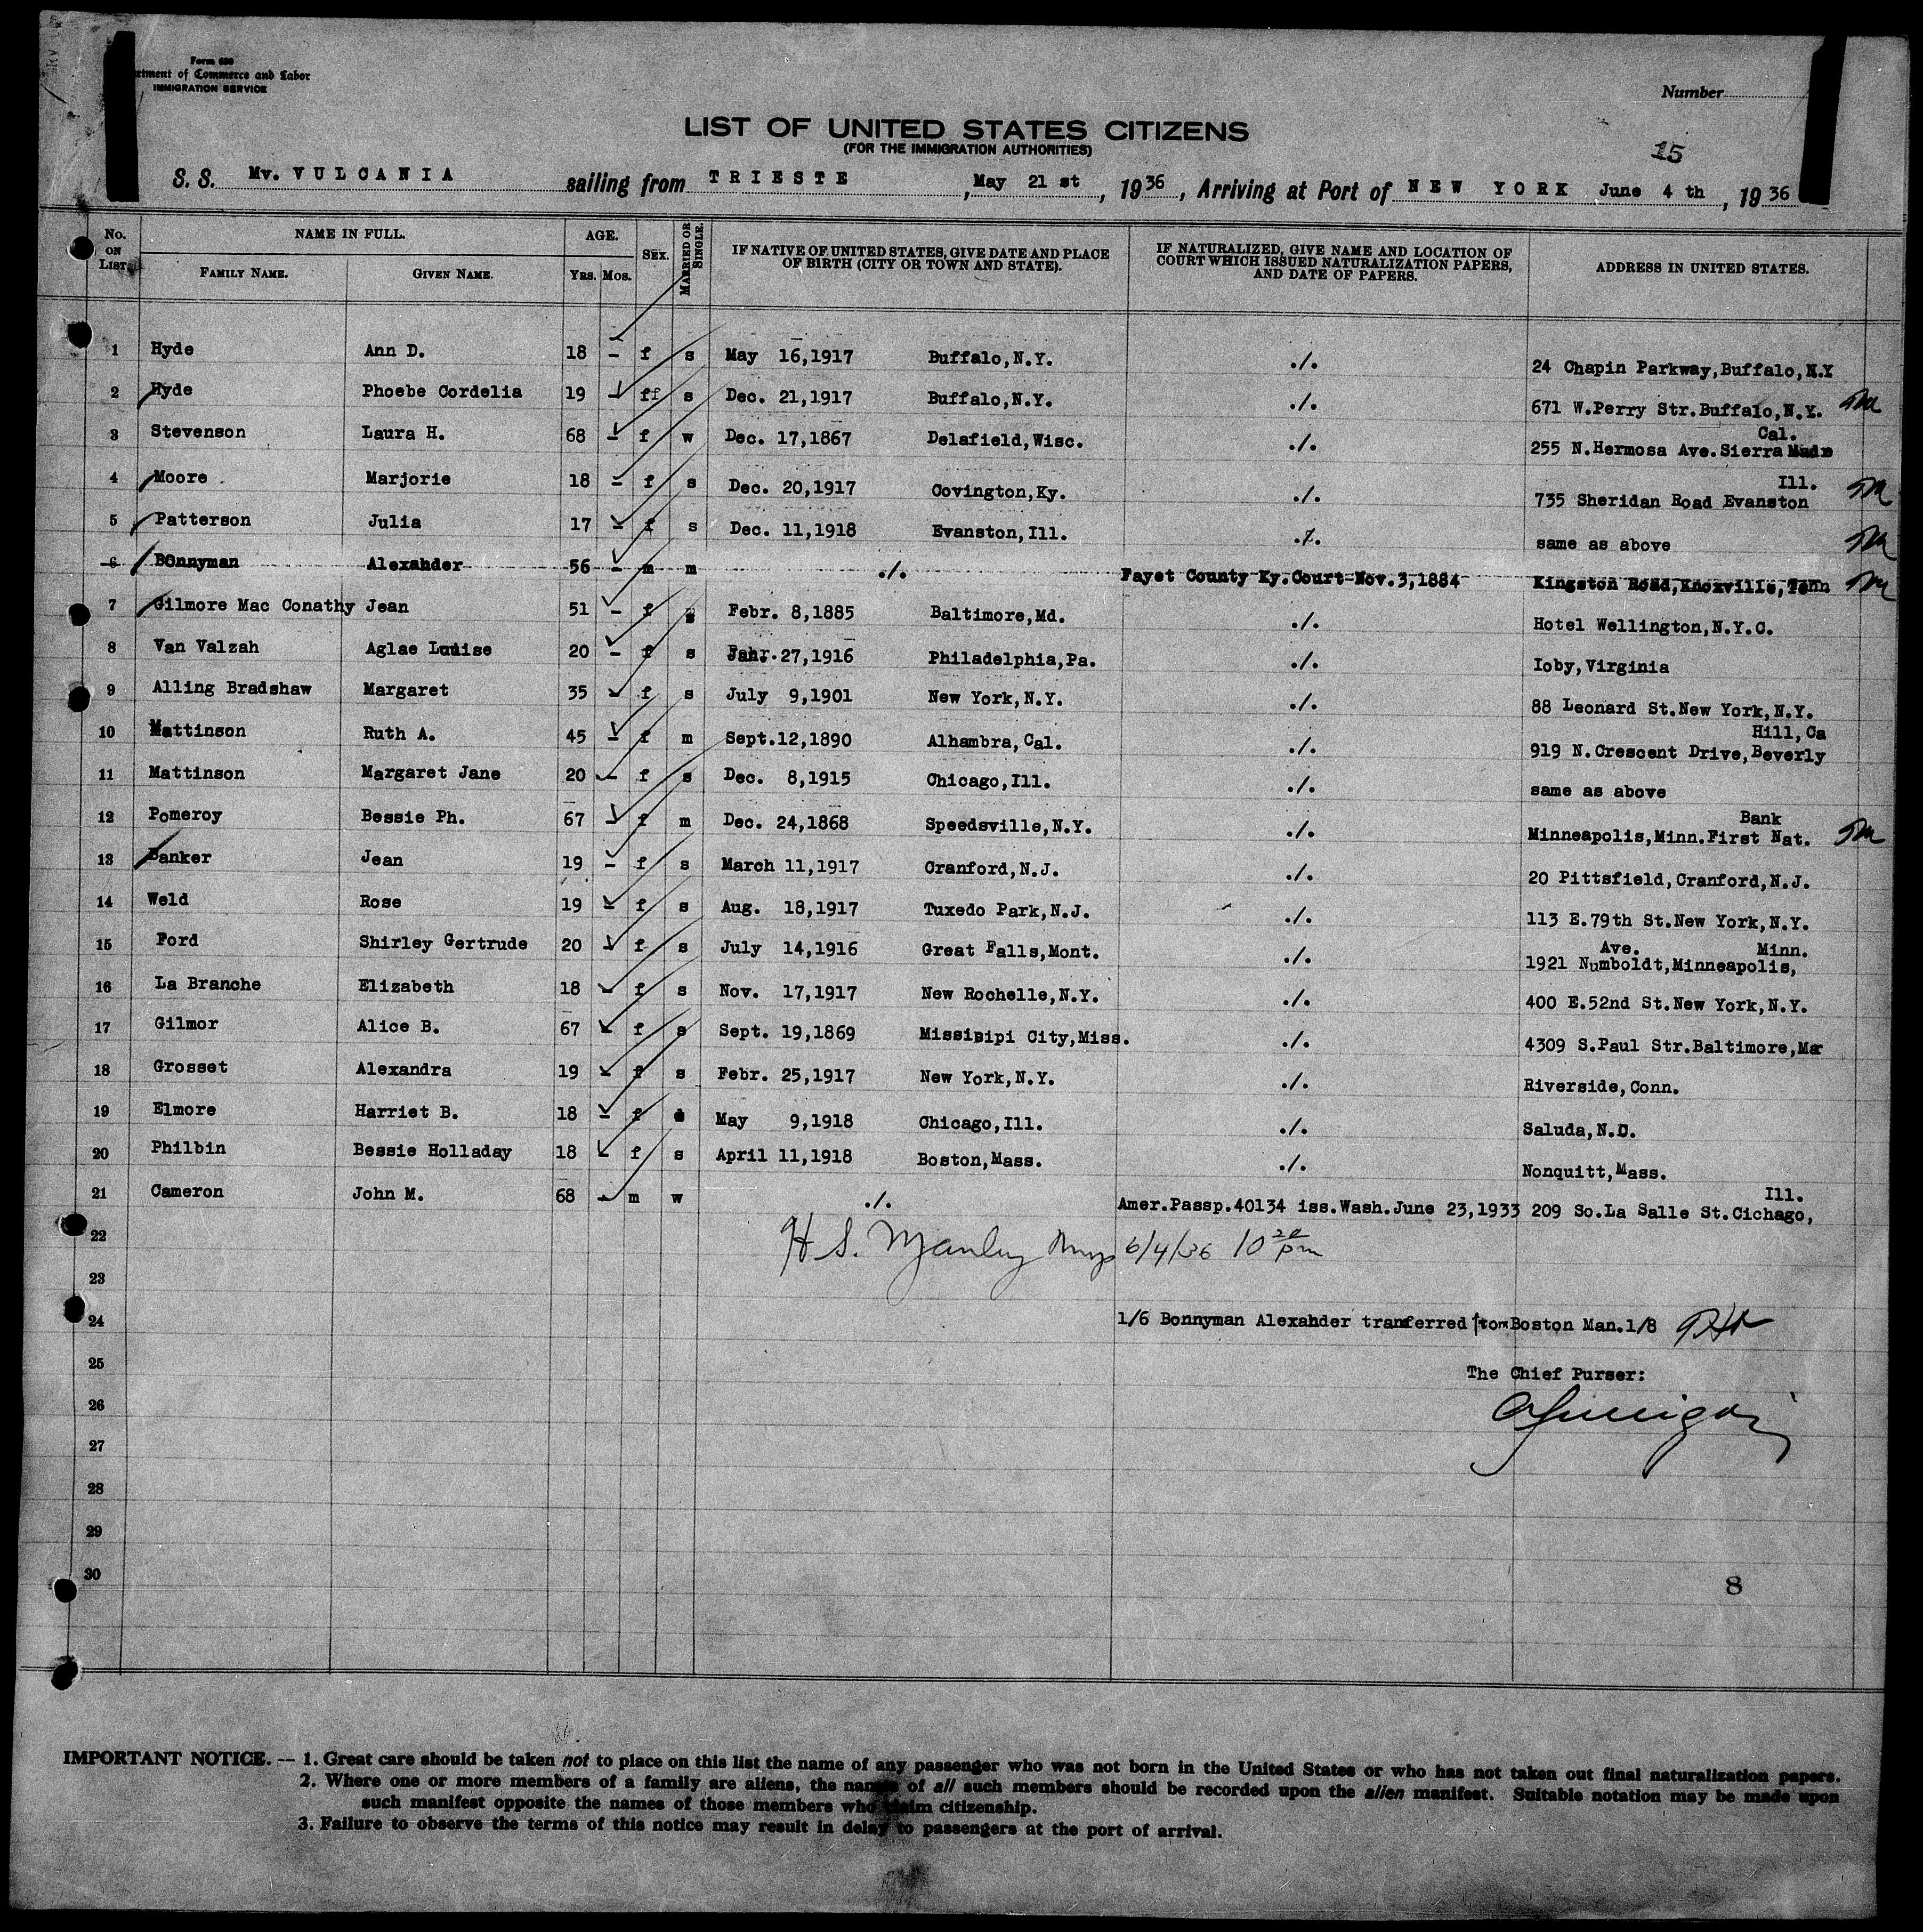 Form 630
rtment of Commerce and Labor
IMMIGRATION SERVICE
Number
LIST OF UNITED STATES CITIZENS
(FOR THE IMMIGRATION AUTHORITIES)
15
S. S. Mv. VULCANIA sailing from TRIESTE , May 21 st , 1936 , Arriving at Port of NEW YORK June 4 th , 1936
No. ON LIST NAME IN FULL. FAMILY NAME. GIVEN NAME. AGE. YRS. MOS. SEX. MARRIED OR SINGLE. IF NATIVE OF UNITED STATES, GIVE DATE AND PLACE OF BIRTH (CITY OR TOWN AND STATE). IF NATURALIZED, GIVE NAME AND LOCATION OF COURT WHICH ISSUED NATURALIZATION PAPERS, AND DATE OF PAPERS. ADDRESS IN UNITED STATES.
1 Hyde Ann D. 18 - f s May 16,1917 Buffalo,N.Y. ./. 24 Chapin Parkway,Buffalo,N.Y
2 Hyde Phoebe Cordelia 19 - ff s Dec. 21,1917 Buffalo,N.Y. ./. 671 W.Perry Str.Buffalo,N.Y.
3 Stevenson Laura H. 68 - f w Dec. 17,1867 Delafield,Wisc. ./. 255 N.Hermosa Ave.Sierra Madre Cal.
4 Moore Marjorie 18 - f s Dec. 20,1917 Covington,Ky. ./. 735 Sheridan Road Evanston Ill.
5 Patterson Julia 17 - f s Dec. 11,1918 Evanston,Ill. ./. same as above
6 BOnnyman Alexahder 56 - m m ./. Fayet County Ky.Court Nov.3,1884 Kingston Road,Knoxville,Tenn
7 Gilmore Mac Conathy Jean 51 - f Febr. 8,1885 Baltimore,Md. ./. Hotel Wellington,N.Y.C.
8 Van Valzah Aglae Louise 20 - f s 27,1916 Philadelphia,Pa. ./. Ioby,Virginia
9 Alling Bradshaw Margaret 35 - f s July 9,1901 New York,N.Y. ./. 88 Leonard St.New York,N.Y.
10 Mattinson Ruth A. 45 - f m Sept.12,1890 Alhambra,Cal. ./. 919 N.Crescent Drive,Beverly Hill,Ca
11 Mattinson Margaret Jane 20 - f s Dec. 8,1915 Chicago,Ill. ./. same as above
12 Pomeroy Bessie Ph. 67 - f m Dec. 24,1868 Speedsville,N.Y. ./. Minneapolis,Minn.First Nat. Bank
13 Banker Jean 19 - f s March 11,1917 Cranford,N.J. ./. 20 Pittsfield,Cranford,N.J.
14 Weld Rose 19 - f s Aug. 18,1917 Tuxedo Park,N.J. ./. 113 E.79th St.New York,N.Y.
15 Ford Shirley Gertrude 20 - f s July 14,1916 Great Falls,Mont. ./. 1921 Numboldt,Minneapolis, Ave. Minn.
16 La Branche Elizabeth 18 - f s Nov. 17,1917 New Rochelle,N.Y. ./. 400 E.52nd St.New York,N.Y.
17 Gilmor Alice B. 67 - f s Sept. 19,1869 Missisipi City,Miss. ./. 4309 S.Paul Str.Baltimore,Ma
18 Grosset Alexandra 19 - f s Febr. 25,1917 New York,N.Y. ./. Riverside,Conn.
19 Elmore Harriet B. 18 - f May 9,1918 Chicago,Ill. ./. Saluda,N.C.
20 Philbin Bessie Holladay 18 - f s April 11,1918 Boston,Mass. ./. Nonquitt,Mass.
21 Cameron John M. 68 - m w ./. Amer.Passp.40134 iss.Wash.June 23,1933 209 So.La Salle St.Cichago, Ill.
22 H S. Manley 6/4/36 10 20 pm
23
24 1/6 Bonnyman Alexahder tranferred to Boston Man.1/8
25 The Chief Purser:
26
27
28
29
30
8
IMPORTANT NOTICE. — 1. Great care should be taken not to place on this list the name of any passenger who was not born in the United States or who has not taken out final naturalization papers.
2. Where one or more members of a family are aliens, the names of all such members should be recorded upon the alien manifest. Suitable notation may be made upon
such manifest opposite the names of those members who claim citizenship.
3. Failure to observe the terms of this notice may result in delay to passengers at the port of arrival.